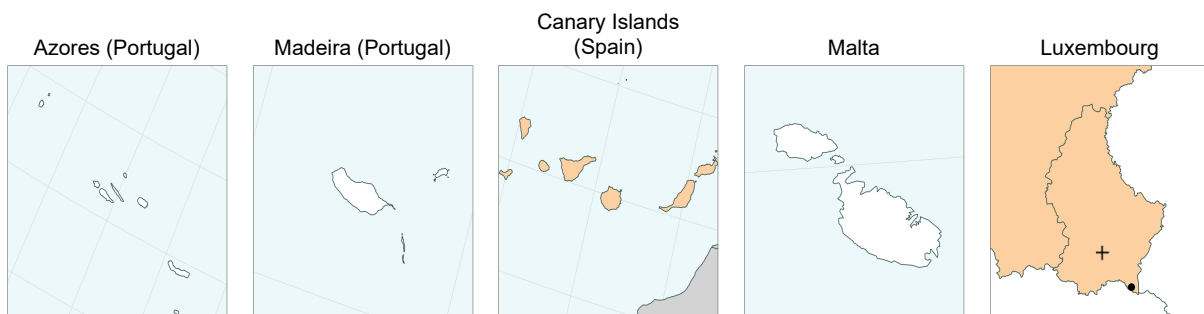 Azores (Portugal)
Madeira (Portugal)
Canary Islands
(Spain)
Malta
Luxembourg